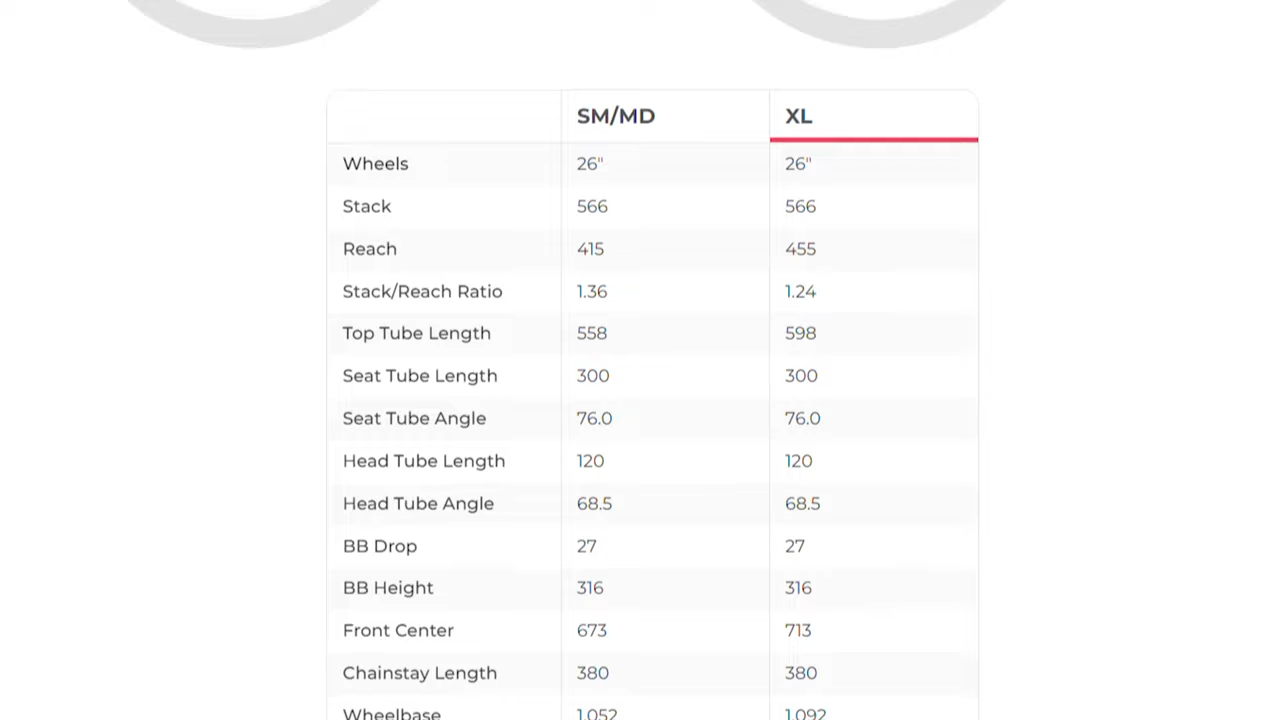 SM/MD XL
Wheels 26" 26"
Stack 566 566
Reach 415 455
Stack/Reach Ratio 1.36 1.24
Top Tube Length 558 598
Seat Tube Length 300 300
Seat Tube Angle 76.0 76.0
Head Tube Length 120 120
Head Tube Angle 68.5 68.5
BB Drop 27 27
BB Height 316 316
Front Center 673 713
Chainstay Length 380 380
Wheelbase 1,052 1,092